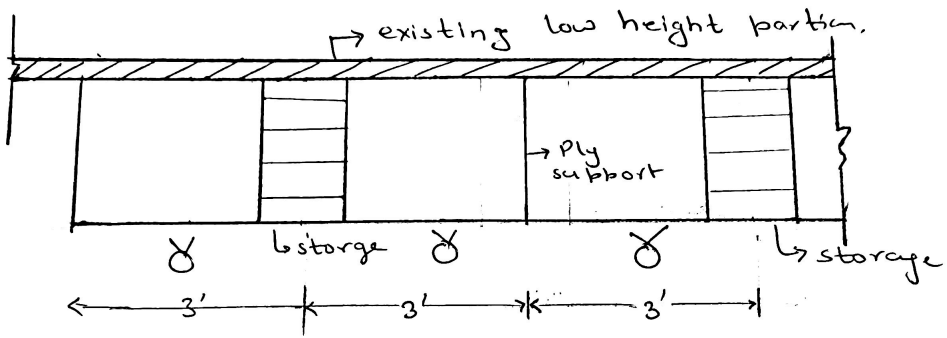 existing low height partion.
Ply
support
storge
storage
3' 3' 3'